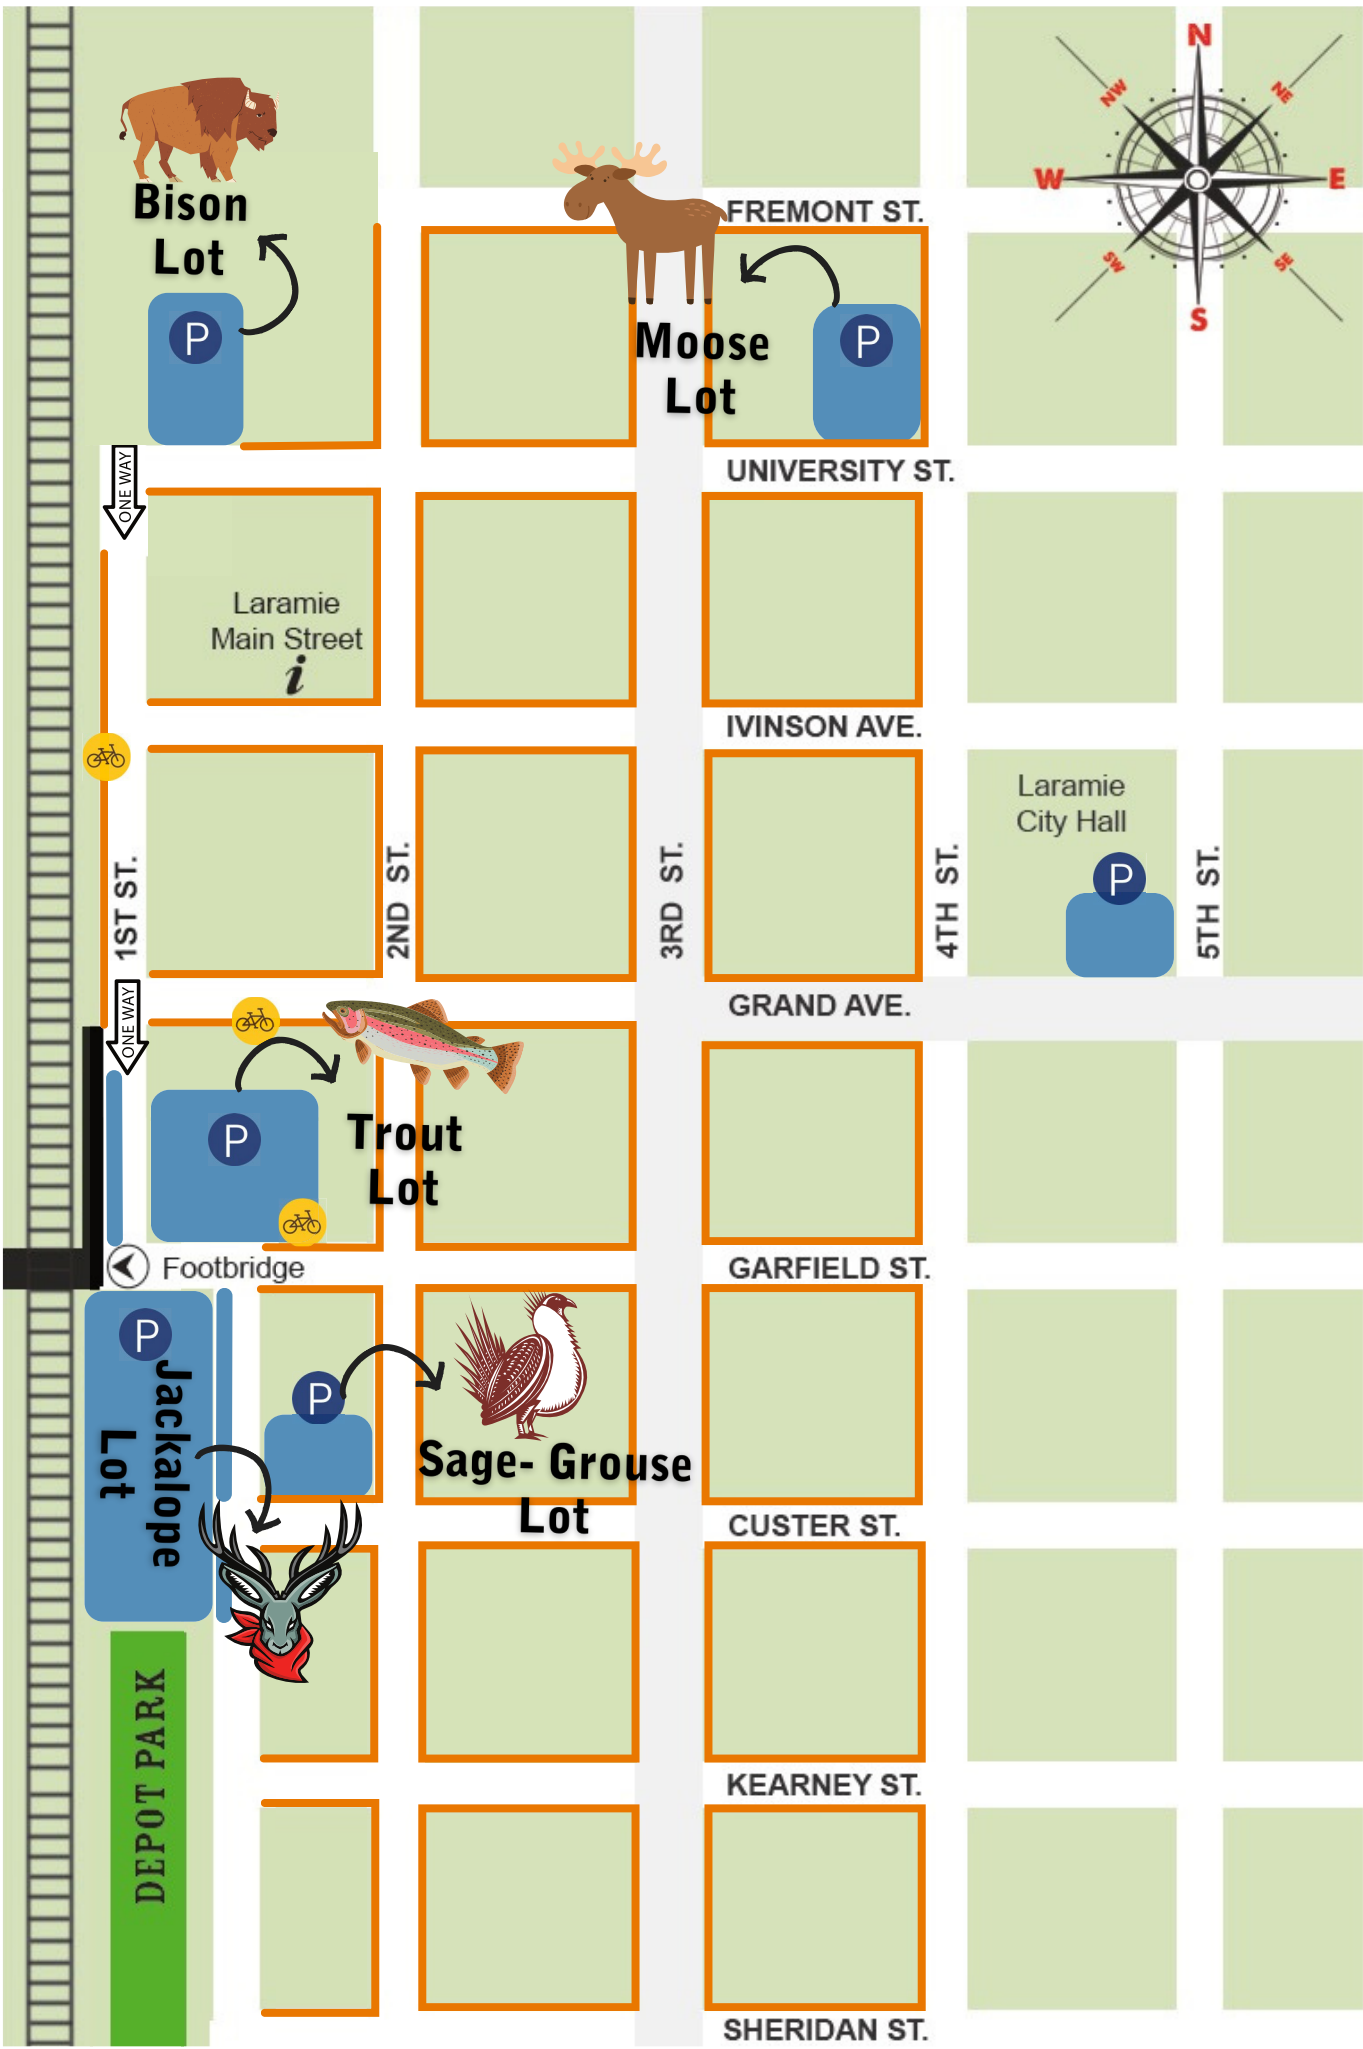 N
NW
NE
W
E
SW
SE
S
Bison
Lot
P
FREMONT ST.
Moose
Lot
P
ONE WAY
UNIVERSITY ST.
Laramie
Main Street
i
IVINSON AVE.
Laramie
City Hall
P
1ST ST.
2ND ST.
3RD ST.
4TH ST.
5TH ST.
ONE WAY
GRAND AVE.
P
Trout
Lot
Footbridge
GARFIELD ST.
P
Jackalope
Lot
P
Sage- Grouse
Lot
CUSTER ST.
DEPOT PARK
KEARNEY ST.
SHERIDAN ST.